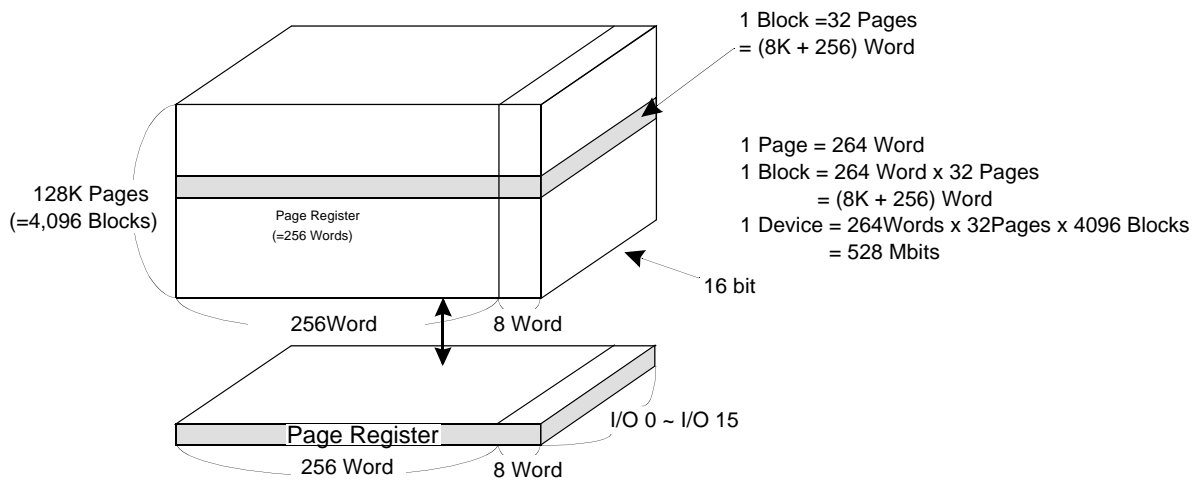 1 Block =32 Pages
= (8K + 256) Word
1 Page = 264 Word
1 Block = 264 Word x 32 Pages
= (8K + 256) Word
1 Device = 264Words x 32Pages x 4096 Blocks
= 528 Mbits
128K Pages
(=4,096 Blocks)
Page Register
(=256 Words)
16 bit
256Word
8 Word
I/O 0 ~ I/O 15
Page Register
256 Word
8 Word